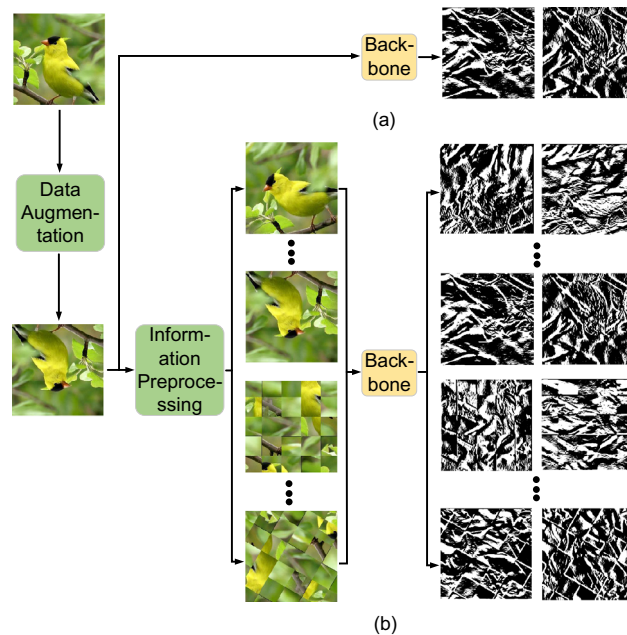 Back-
bone
(a)
Data
Augmen-
tation
Inform-
ation
Preproce-
ssing
Back-
bone
(b)